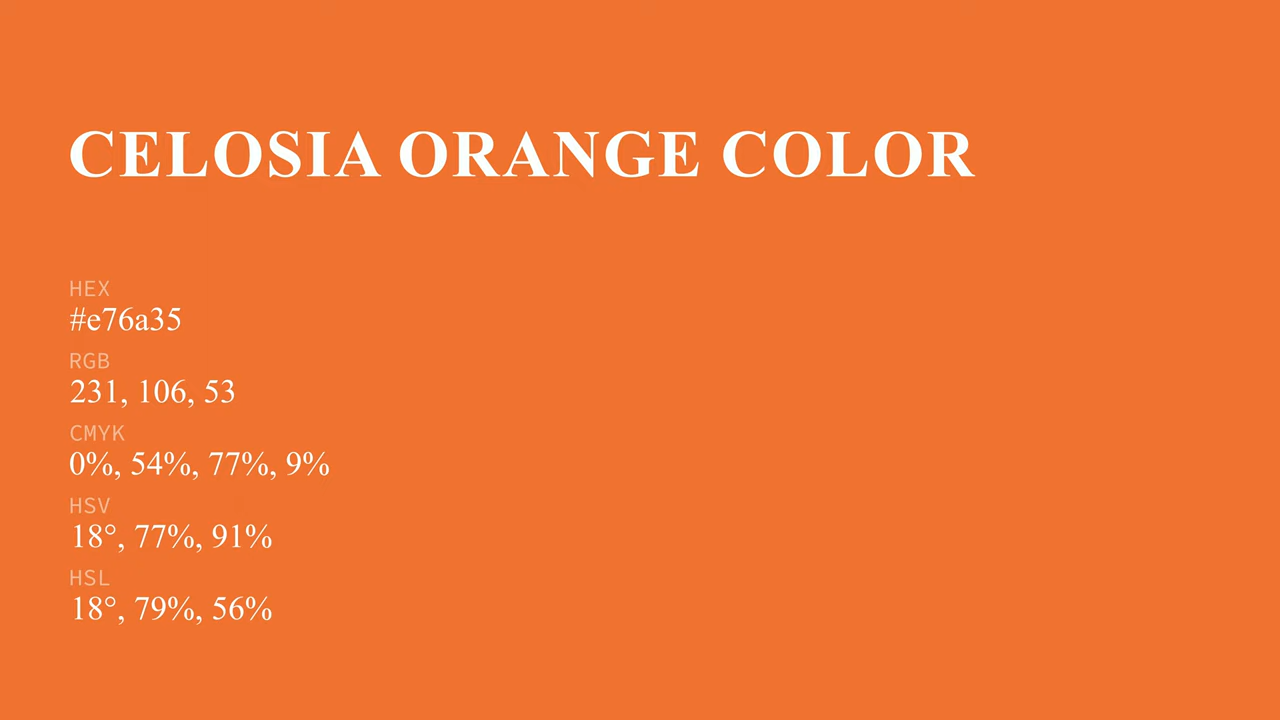 CELOSIA ORANGE COLOR
HEX
#e76a35
RGB
231, 106, 53
CMYK
0%, 54%, 77%, 9%
HSV
18°, 77%, 91%
HSL
18°, 79%, 56%